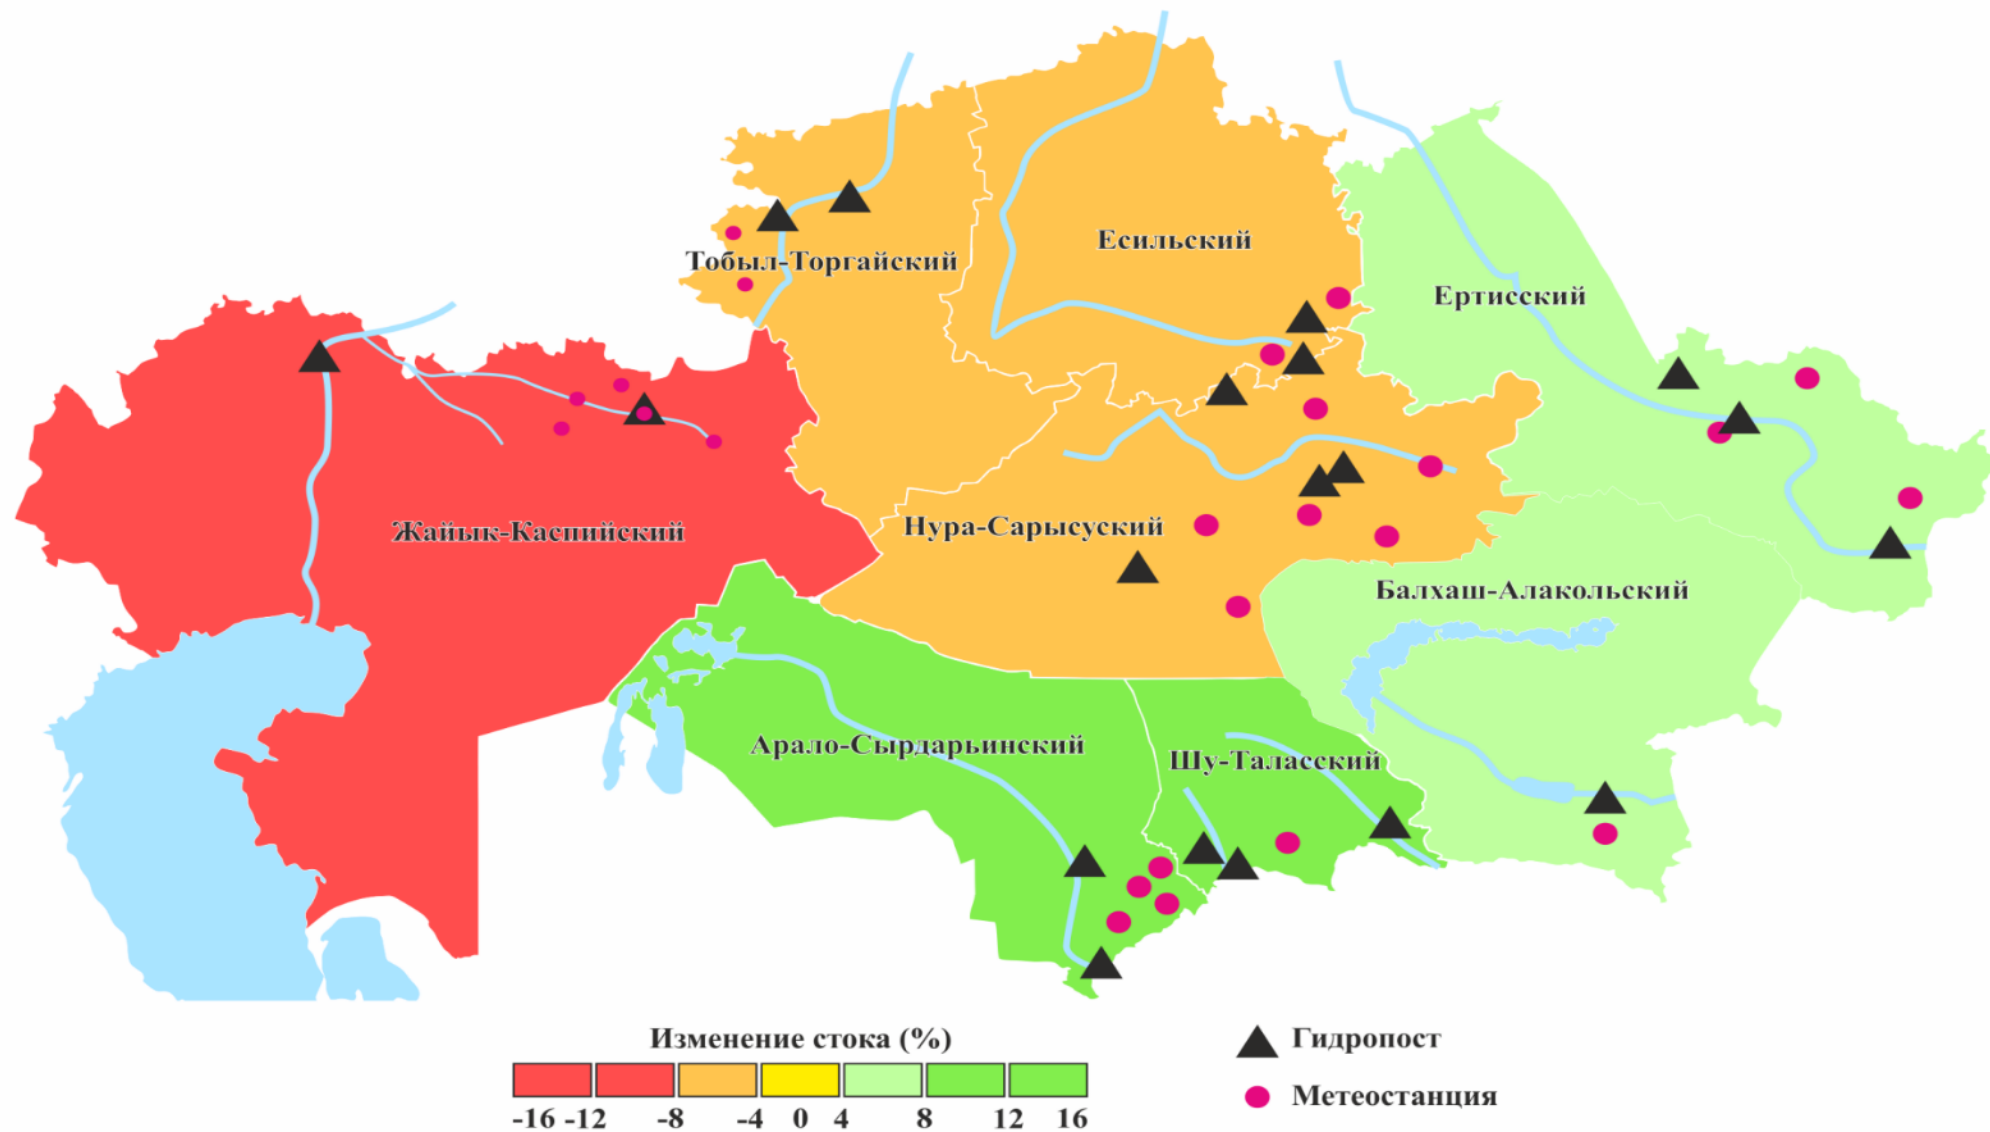 Есильский
Тобыл-Торгайский
Ертисский
Жайык-Каспийский
Нура-Сарысуский
Балхаш-Алакольский
Арало-Сырдарьинский
Шу-Таласский
Изменение стока (%)
-16 -12 -8 -4 0 4 8 12 16
Гидропост
Метеостанция